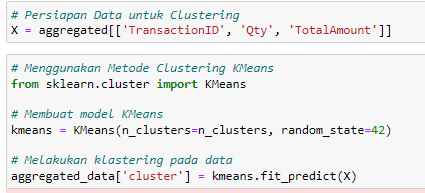 # Persiapan Data untuk Clustering
X = aggregated[['TransactionID', 'Qty', 'TotalAmount']]
# Menggunakan Metode Clustering KMeans
from sklearn.cluster import KMeans
# Membuat model KMeans
kmeans = KMeans(n_clusters=n_clusters, random_state=42)
# Melakukan klastering pada data
aggregated_data['cluster'] = kmeans.fit_predict(X)